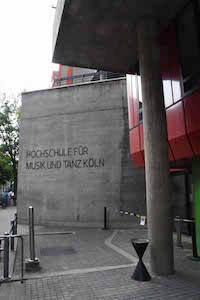 HOCHSCHULE FÜR
MUSIK UND TANZ KÖLN